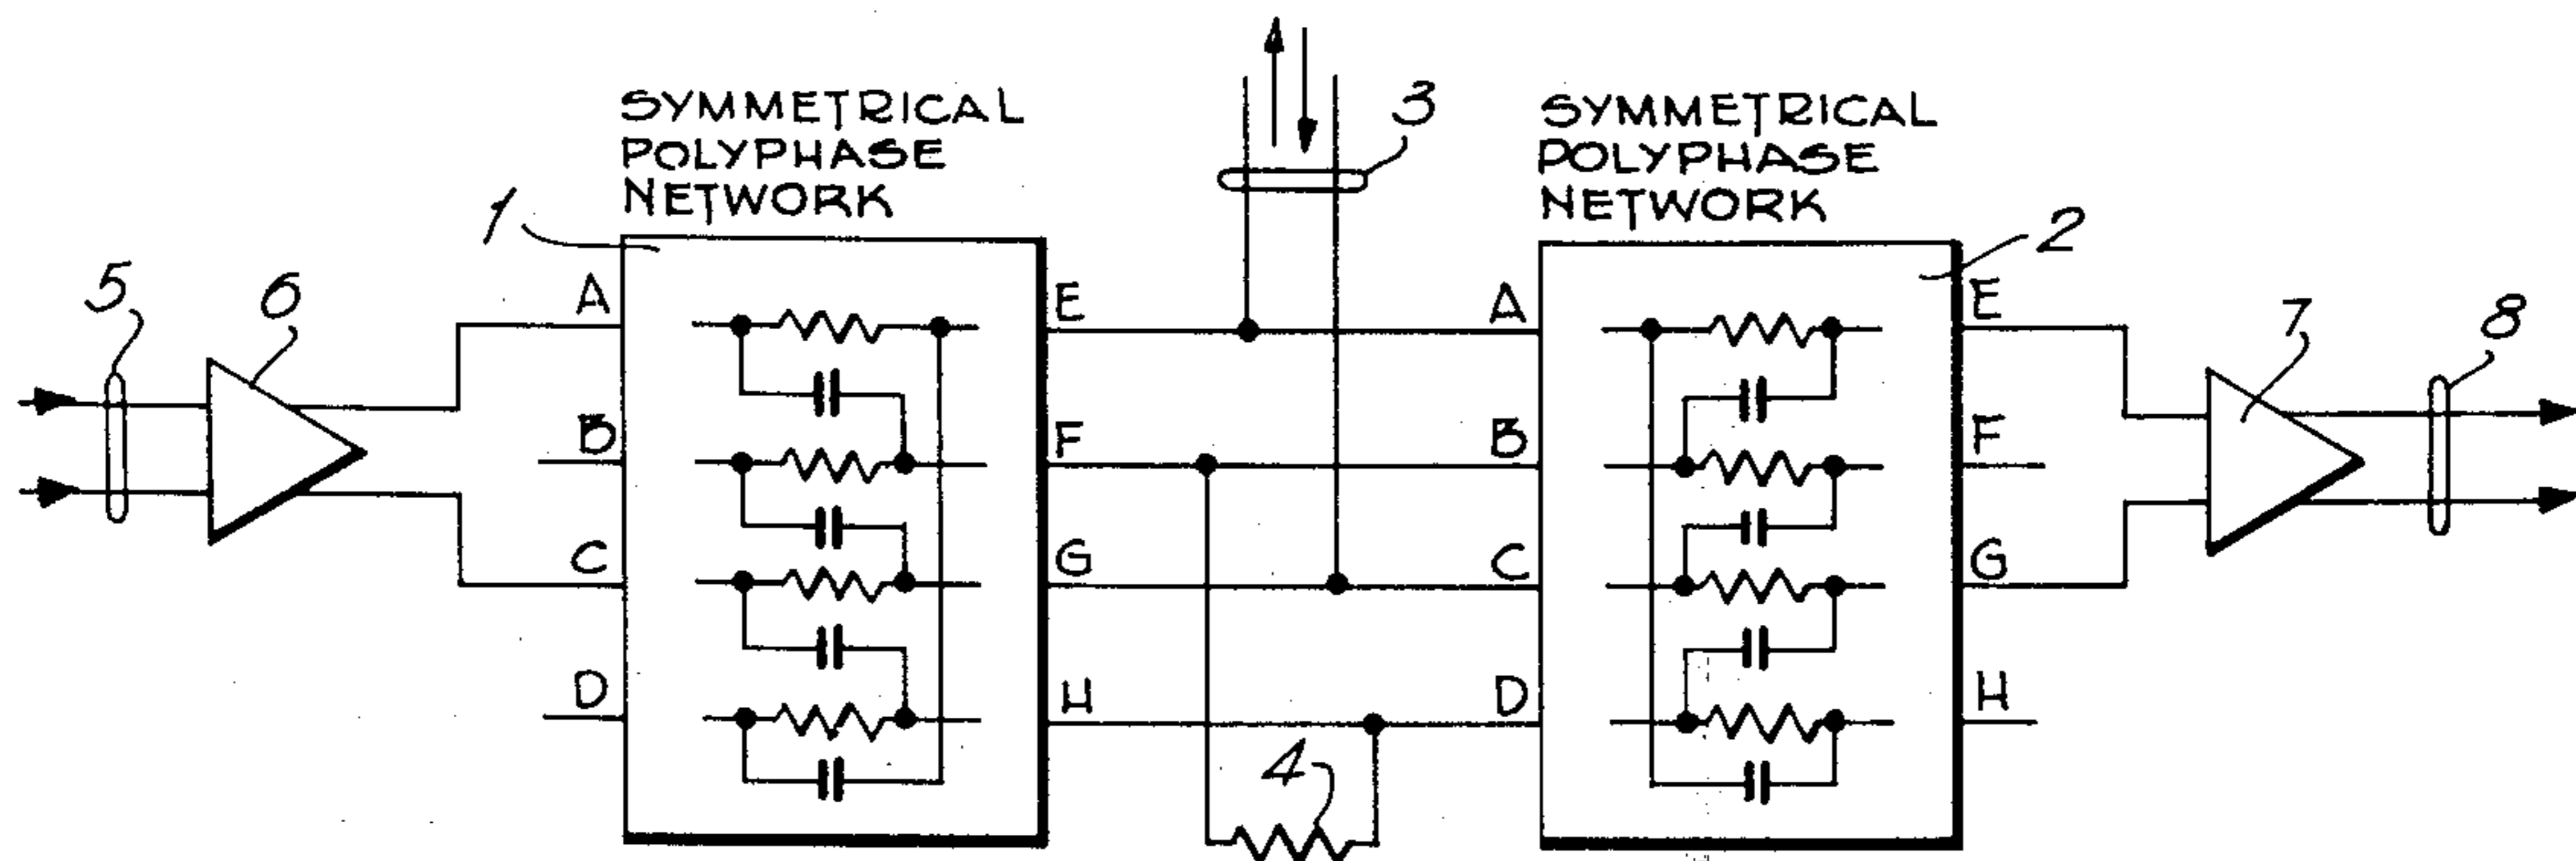 SYMMETRICAL
POLYPHASE
NETWORK
SYMMETRICAL
POLYPHASE
NETWORK
3
1
2
5
6
A
E
A
E
7
8
B
F
B
F
C
G
C
G
D
H
D
H
4